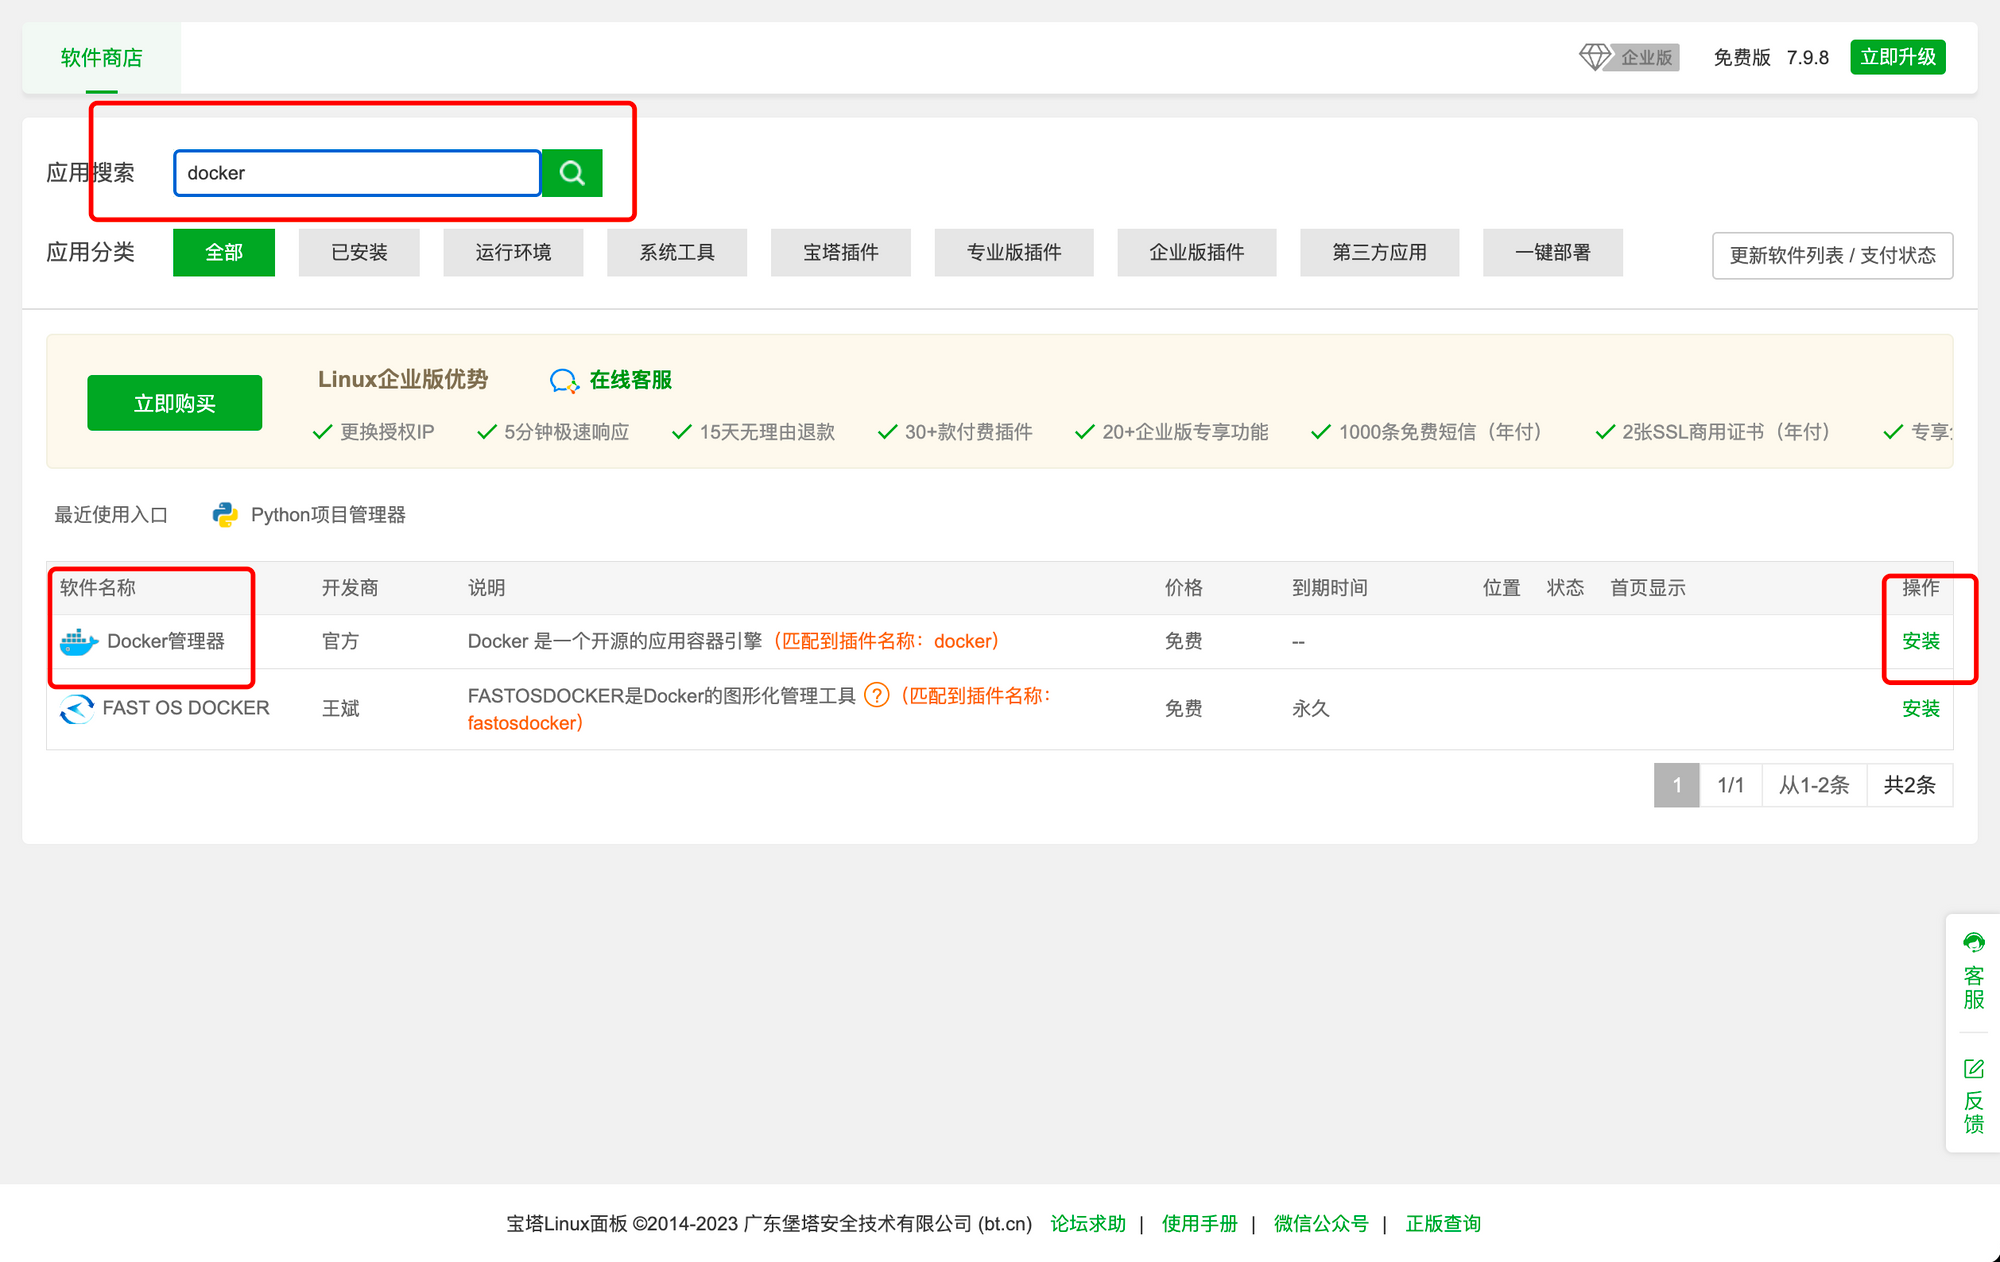 软件商店
企业版 免费版 7.9.8 立即升级
应用搜索 docker
应用分类 全部 已安装 运行环境 系统工具 宝塔插件 专业版插件 企业版插件 第三方应用 一键部署 更新软件列表 / 支付状态
立即购买
Linux企业版优势 在线客服
更换授权IP 5分钟极速响应 15天无理由退款 30+款付费插件 20+企业版专享功能 1000条免费短信（年付） 2张SSL商用证书（年付） 专享
最近使用入口 Python项目管理器
软件名称 开发商 说明 价格 到期时间 位置 状态 首页显示 操作
Docker管理器 官方 Docker 是一个开源的应用容器引擎（匹配到插件名称：docker） 免费 -- 安装
FAST OS DOCKER 王斌 FASTOSDOCKER是Docker的图形化管理工具 ?（匹配到插件名称：
fastosdocker） 免费 永久 安装
1 1/1 从1-2条 共2条
客服
反馈
宝塔Linux面板 ©2014-2023 广东堡塔安全技术有限公司 (bt.cn) 论坛求助 | 使用手册 | 微信公众号 | 正版查询